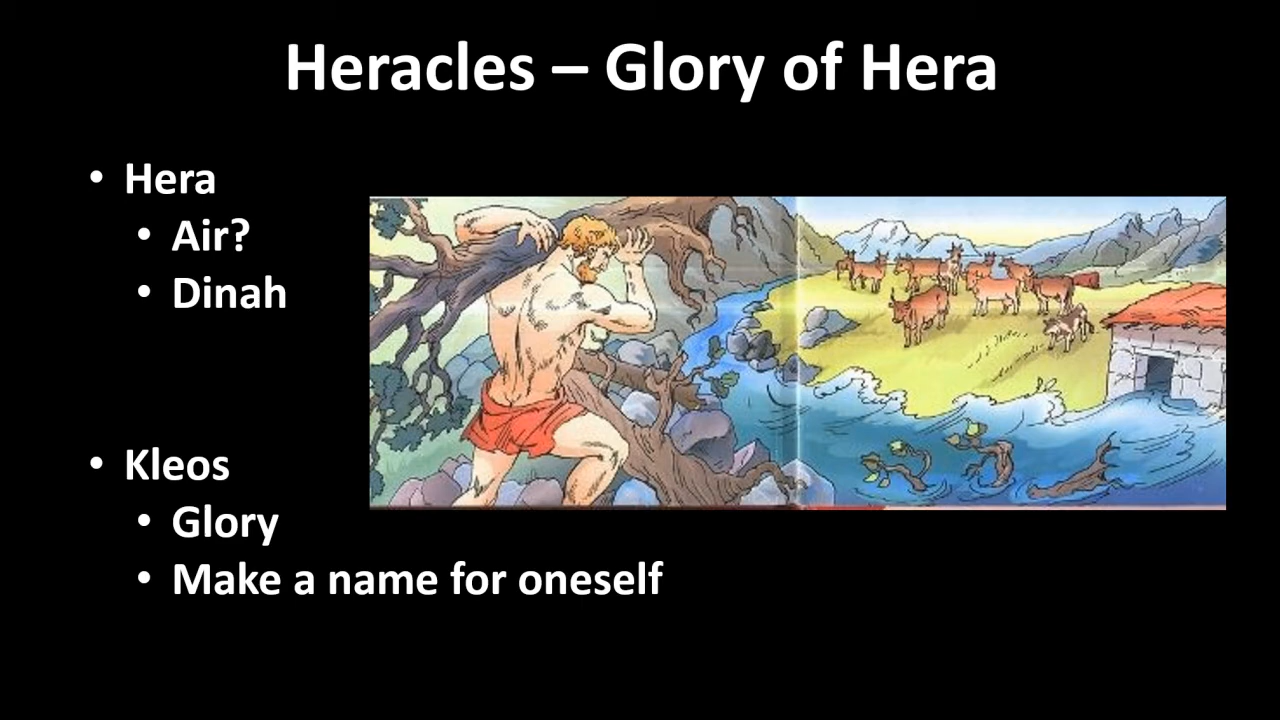 Heracles – Glory of Hera
• Hera
• Air?
• Dinah
• Kleos
• Glory
• Make a name for oneself